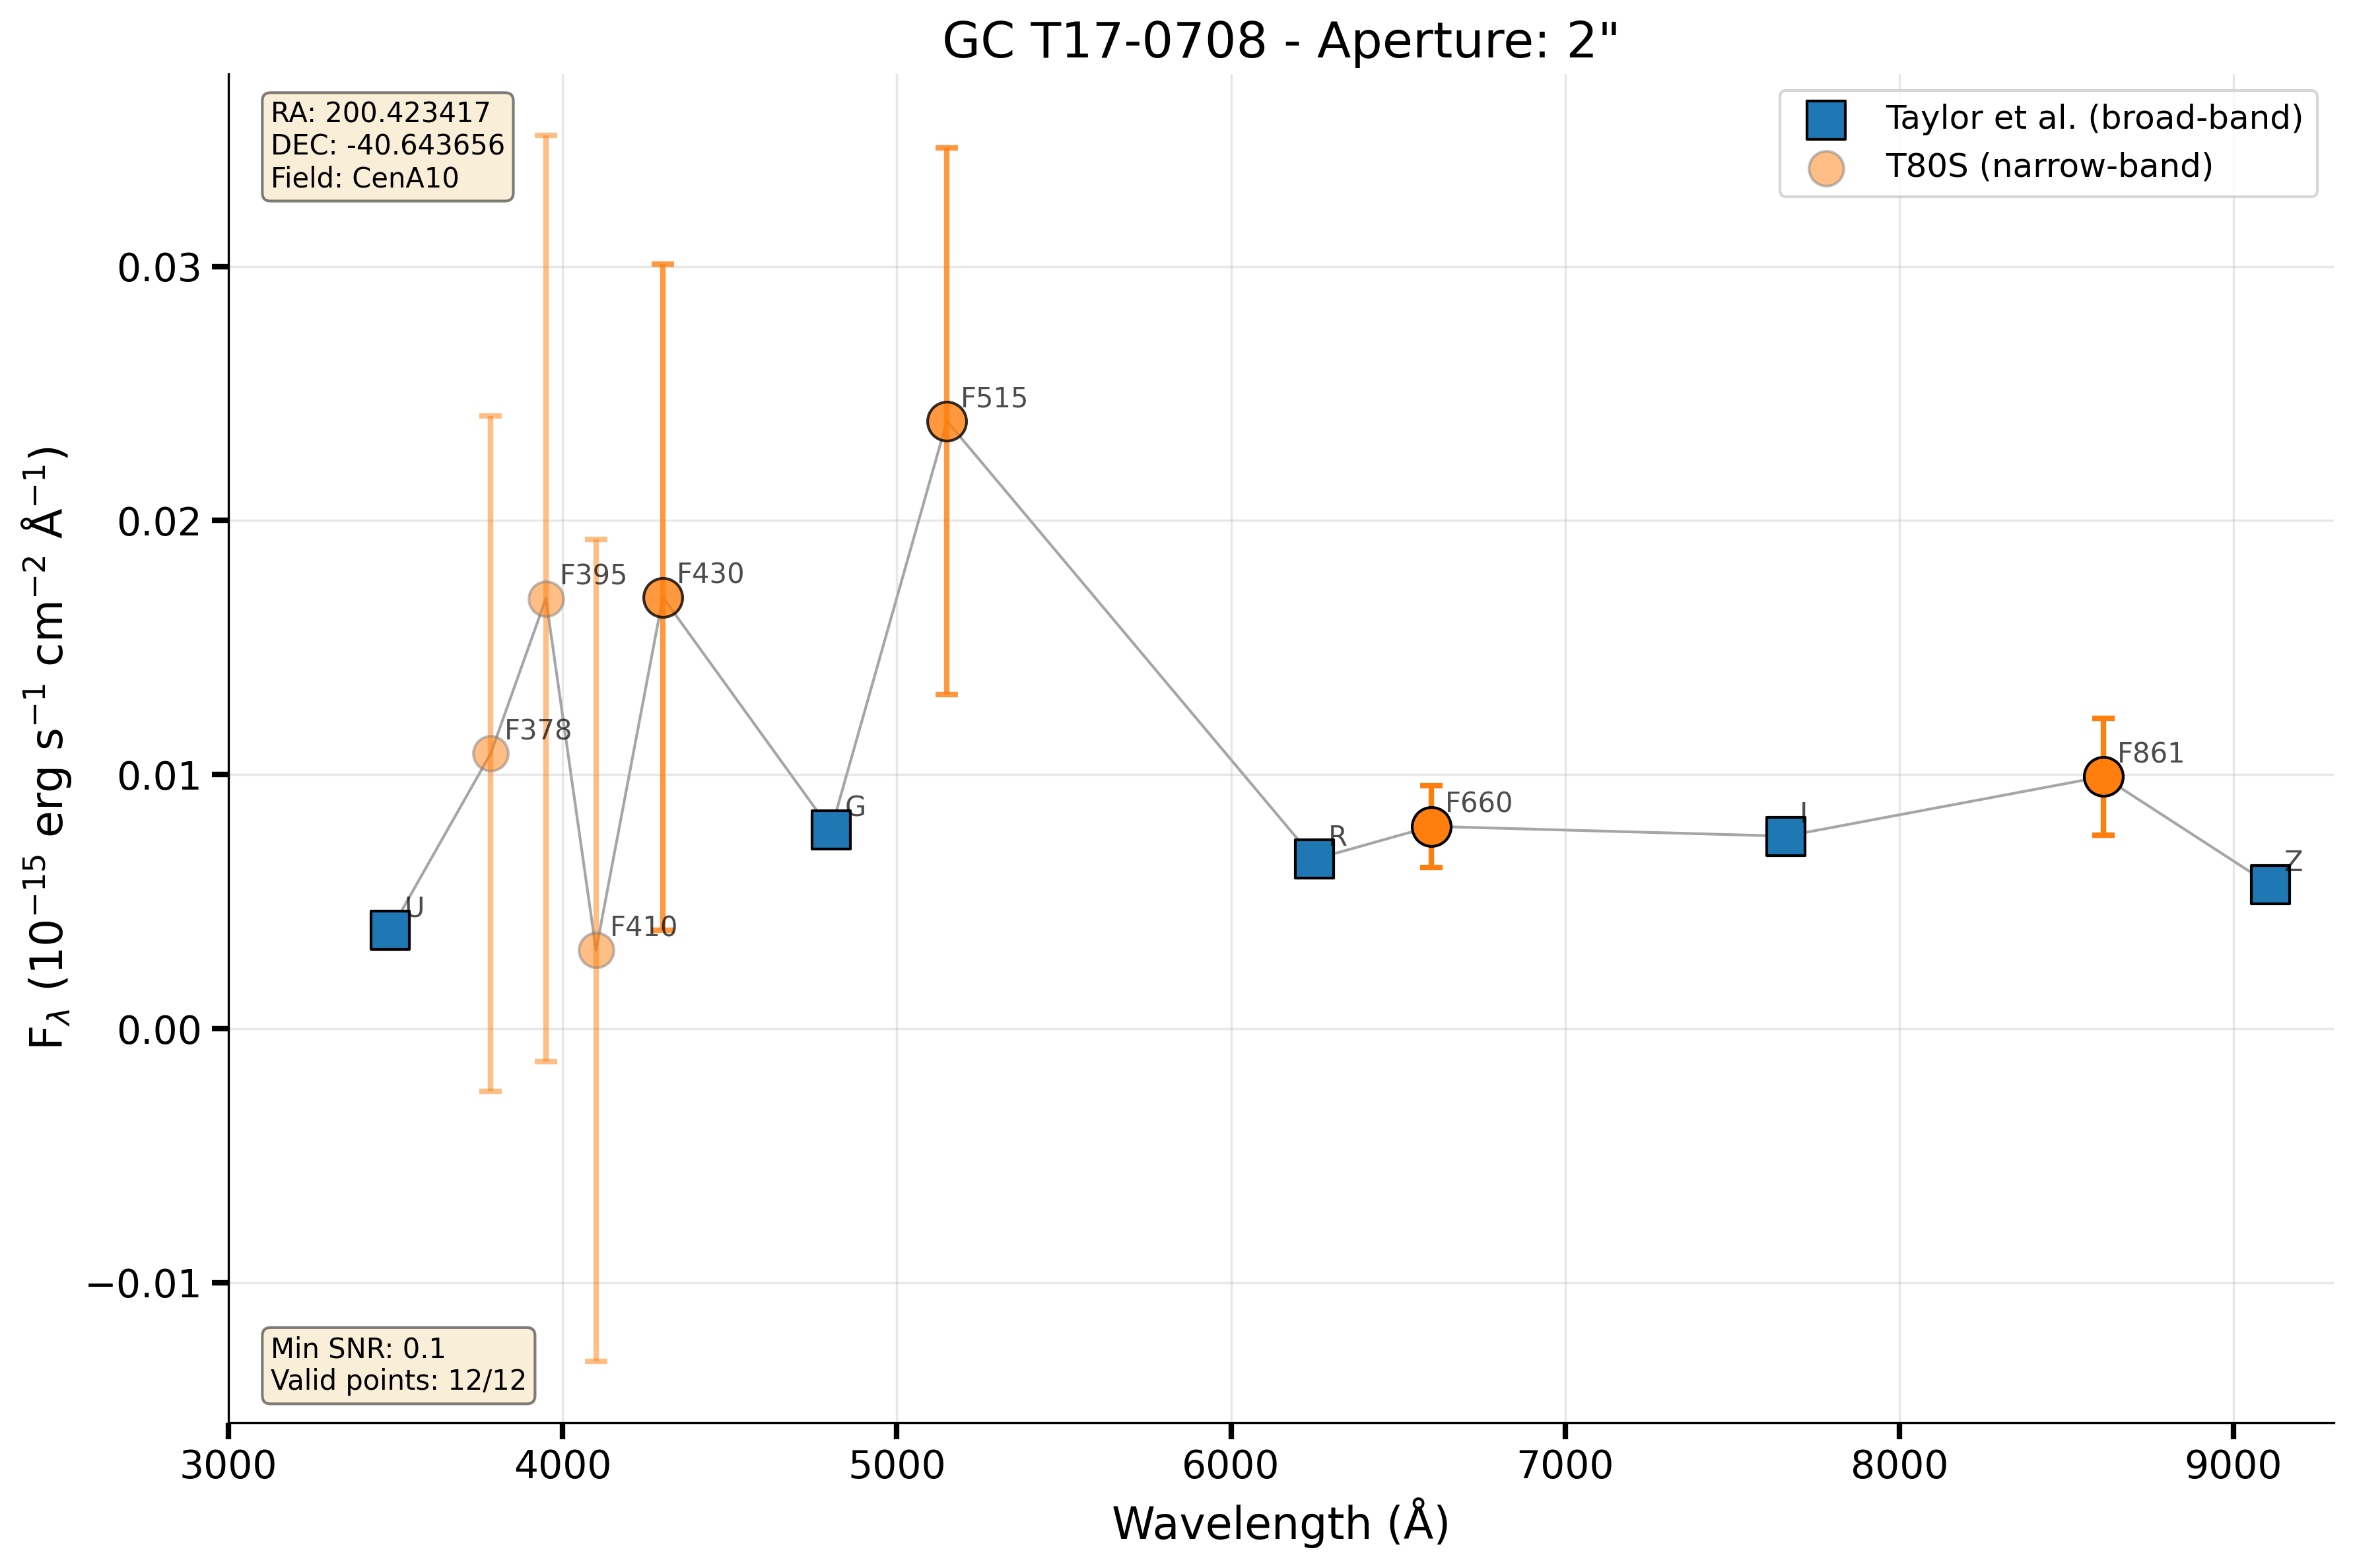 GC T17-0708 - Aperture: 2"
RA: 200.423417
DEC: -40.643656
Field: CenA10
Taylor et al. (broad-band)
T80S (narrow-band)
F515
F395
F430
F378
F861
G
F660
R
I
Z
U
F410
Min SNR: 0.1
Valid points: 12/12
0.03
0.02
0.01
0.00
−0.01
F<sub>λ</sub> (10⁻¹⁵ erg s⁻¹ cm⁻² Å⁻¹)
3000 4000 5000 6000 7000 8000 9000
Wavelength (Å)